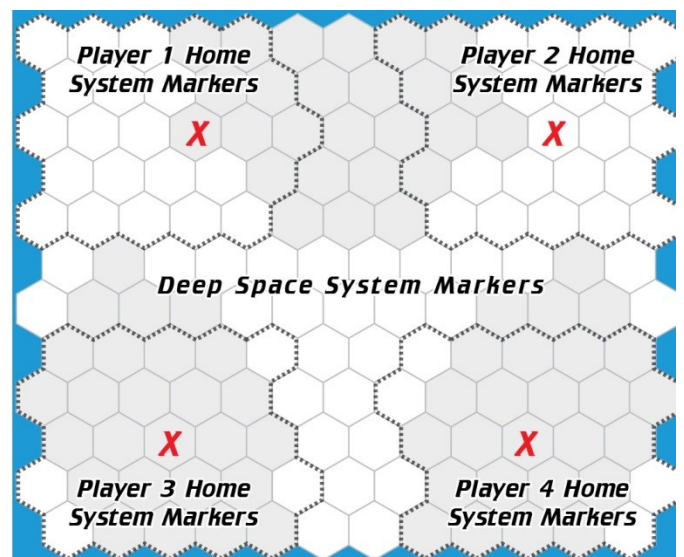 Player 1 Home
System Markers
Player 2 Home
System Markers
X
X
Deep Space System Markers
X
X
Player 3 Home
System Markers
Player 4 Home
System Markers